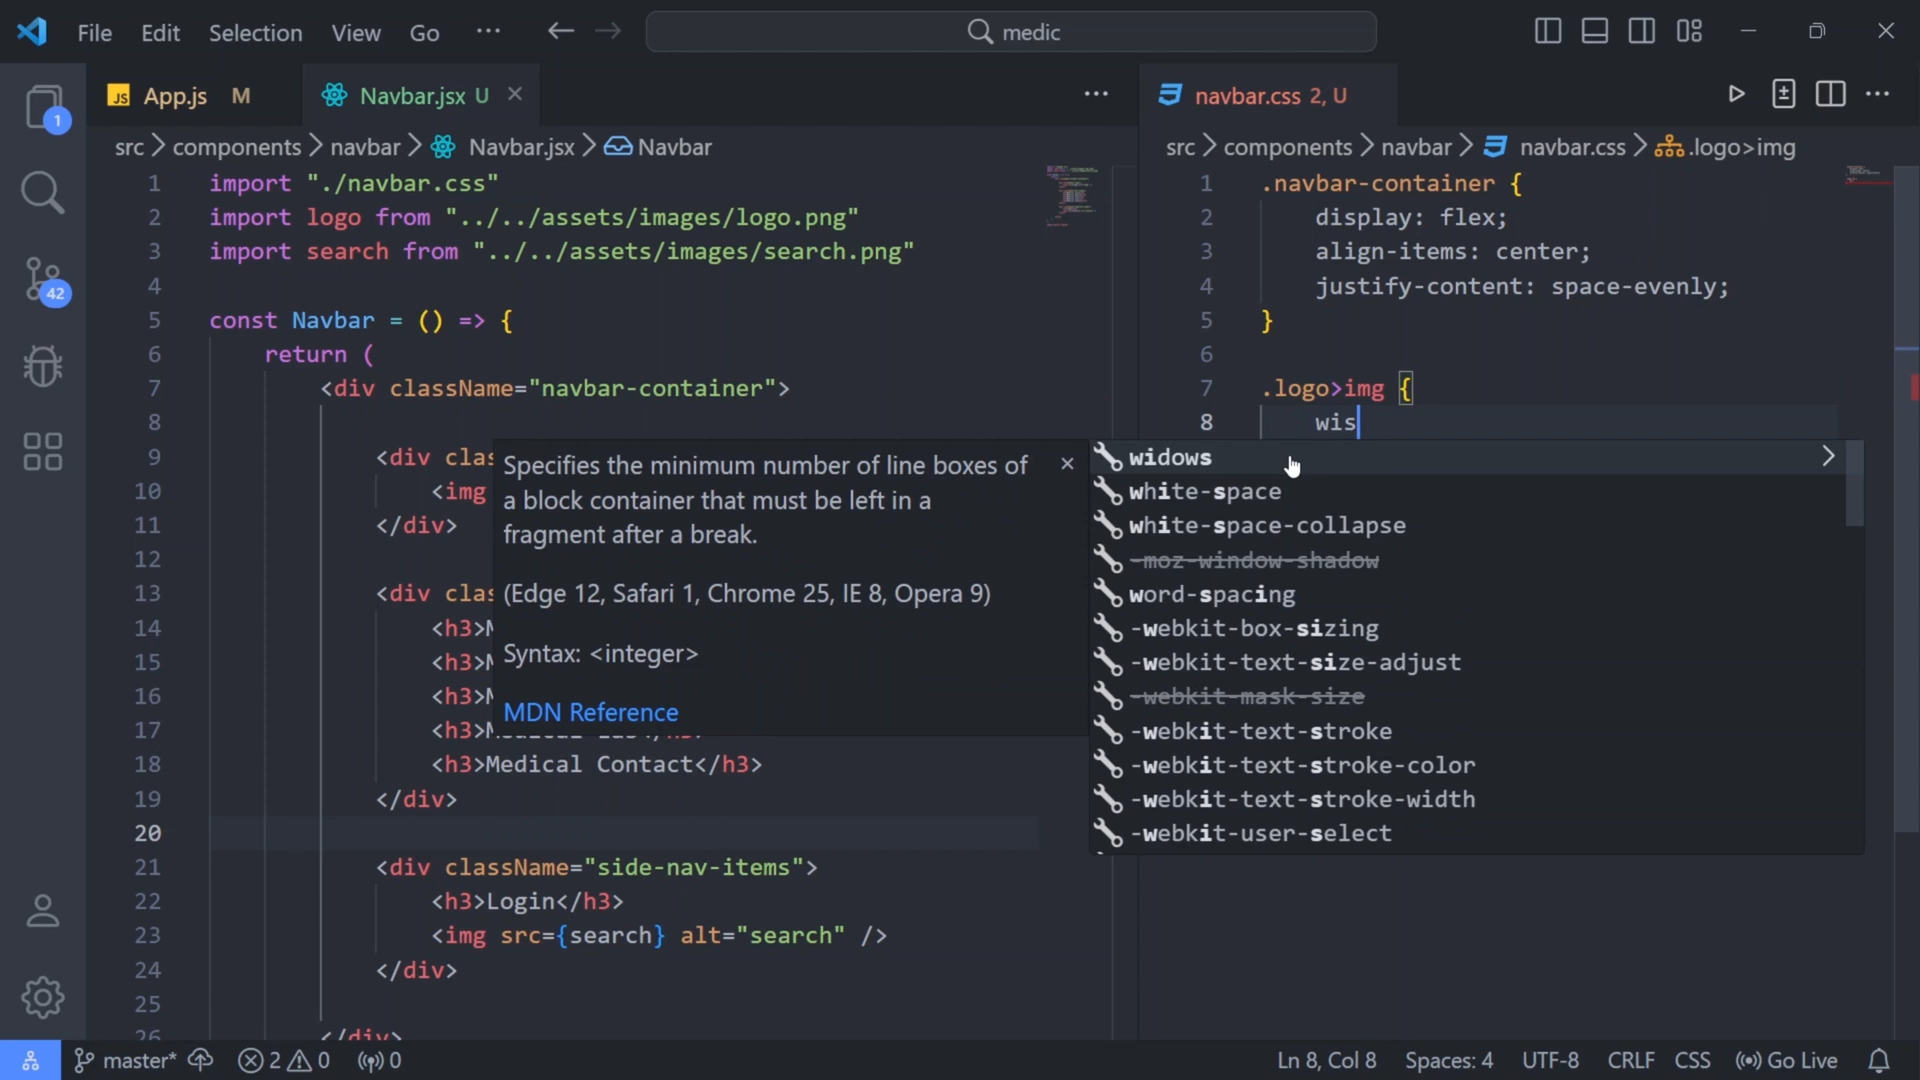 File Edit Selection View Go ··· medic
JS App.js M
Navbar.jsx U
navbar.css 2, U
src > components > navbar > Navbar.jsx > Navbar
src > components > navbar > navbar.css > .logo>img
1
42
1 import "./navbar.css"
2 import logo from "../../assets/images/logo.png"
3 import search from "../../assets/images/search.png"
4
5 const Navbar = () => {
6 return (
7 <div className="navbar-container">
8
9 <div clas
10 <img
11 </div>
12
13 <div clas
14 <h3>M
15 <h3>M
16 <h3>M
17 <h3>M
18 <h3>Medical Contact</h3>
19 </div>
20
21 <div className="side-nav-items">
22 <h3>Login</h3>
23 <img src={search} alt="search" />
24 </div>
25
26 </div>
Specifies the minimum number of line boxes of
a block container that must be left in a
fragment after a break.
(Edge 12, Safari 1, Chrome 25, IE 8, Opera 9)
Syntax: <integer>
MDN Reference
1 .navbar-container {
2 display: flex;
3 align-items: center;
4 justify-content: space-evenly;
5 }
6
7 .logo>img {
8 wis
widows
white-space
white-space-collapse
-moz-window-shadow
word-spacing
-webkit-box-sizing
-webkit-text-size-adjust
-webkit-mask-size
-webkit-text-stroke
-webkit-text-stroke-color
-webkit-text-stroke-width
-webkit-user-select
master* 2 0 0
Ln 8, Col 8 Spaces: 4 UTF-8 CRLF CSS Go Live